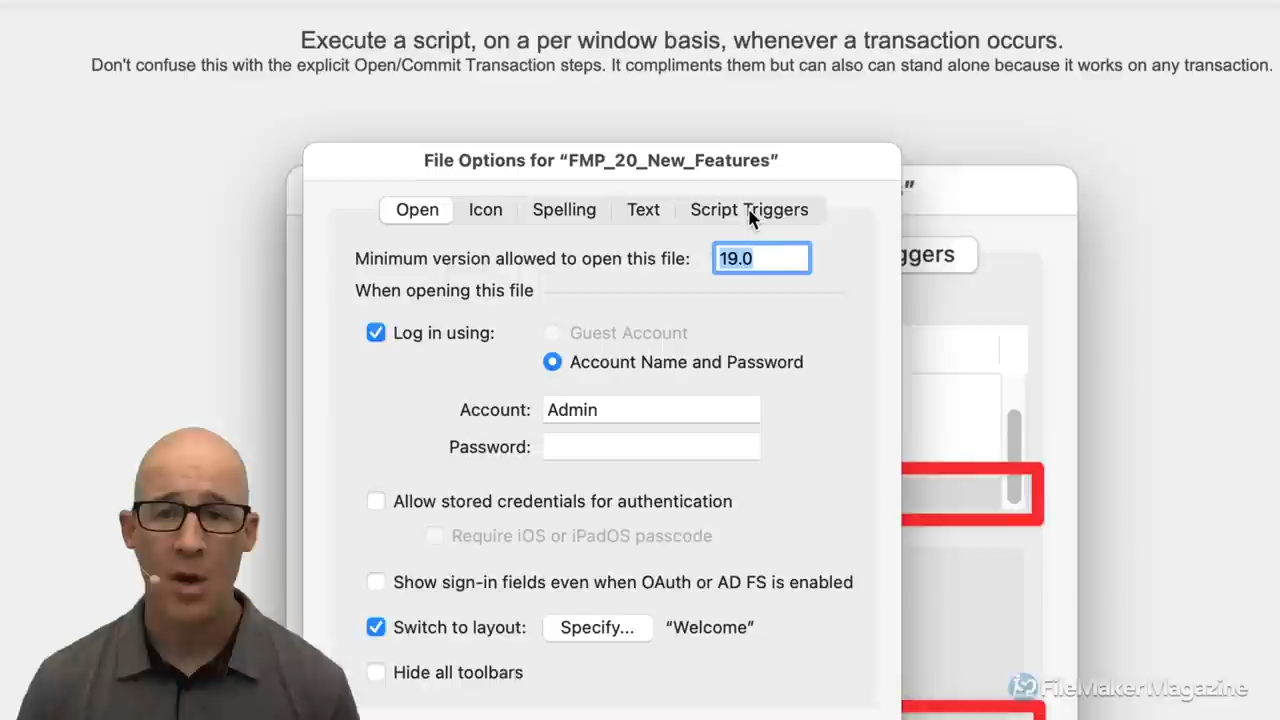 Execute a script, on a per window basis, whenever a transaction occurs.
Don't confuse this with the explicit Open/Commit Transaction steps. It compliments them but can also can stand alone because it works on any transaction.
File Options for “FMP_20_New_Features”
”
Open Icon Spelling Text Script Triggers
ggers
Minimum version allowed to open this file: 19.0
When opening this file
Log in using: Guest Account
Account Name and Password
Account: Admin
Password:
Allow stored credentials for authentication
Require iOS or iPadOS passcode
Show sign-in fields even when OAuth or AD FS is enabled
Switch to layout: Specify... “Welcome”
Hide all toolbars
FileMakerMagazine